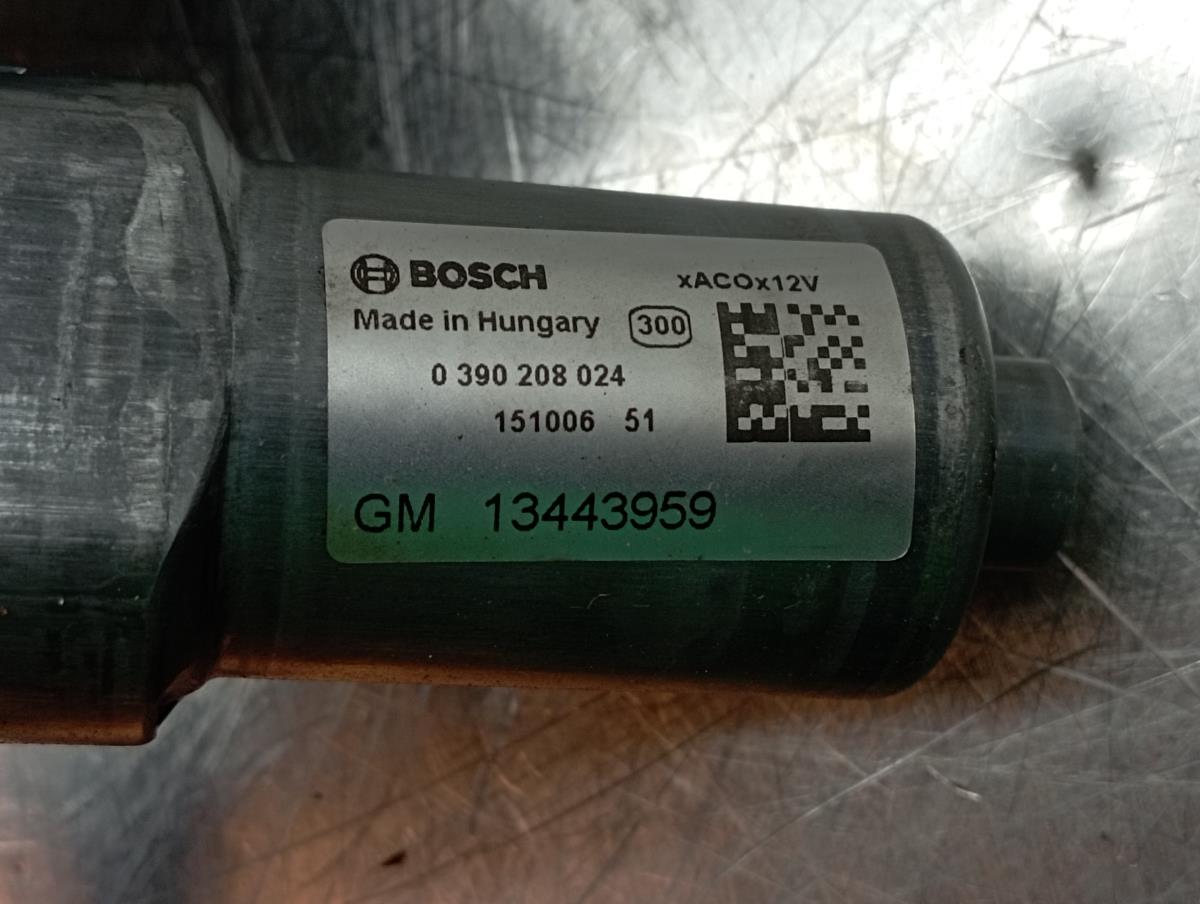 BOSCH xACOx12V
Made in Hungary 300
0 390 208 024
151006 51
GM 13443959